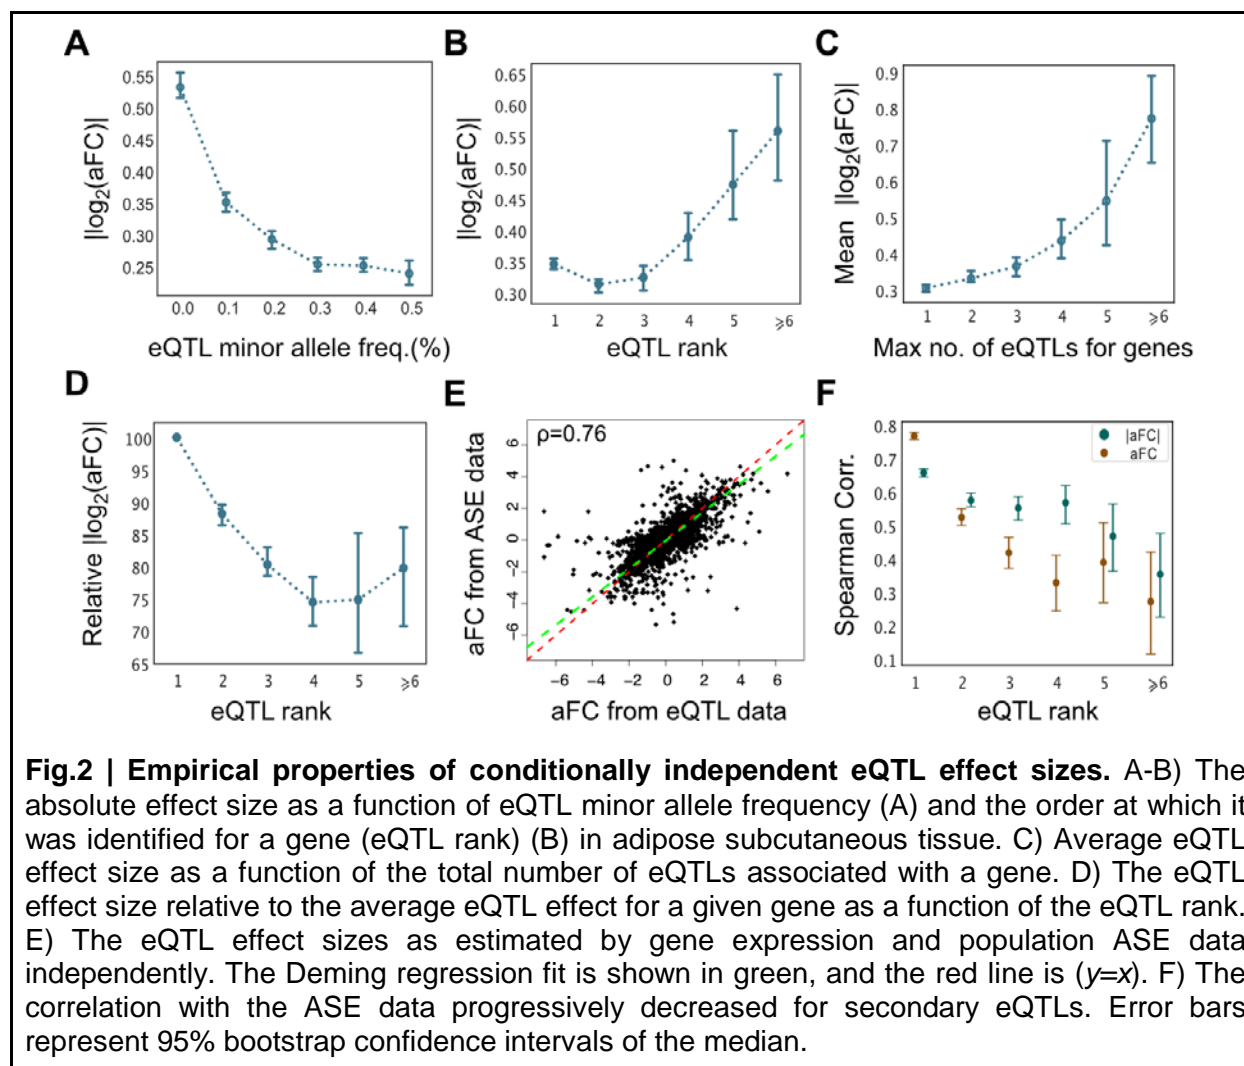 A
|log2(aFC)|
0.55
0.50
0.45
0.40
0.35
0.30
0.25
0.0 0.1 0.2 0.3 0.4 0.5
eQTL minor allele freq.(%)
B
|log2(aFC)|
0.65
0.60
0.55
0.50
0.45
0.40
0.35
0.30
1 2 3 4 5 ⩾6
eQTL rank
C
Mean |log2(aFC)|
0.9
0.8
0.7
0.6
0.5
0.4
0.3
1 2 3 4 5 ⩾6
Max no. of eQTLs for genes
D
Relative |log2(aFC)|
100
95
90
85
80
75
70
65
1 2 3 4 5 ⩾6
eQTL rank
E
ρ=0.76
aFC from ASE data
6
4
2
0
−2
−4
−6
−6 −4 −2 0 2 4 6
aFC from eQTL data
F
Spearman Corr.
0.8
0.7
0.6
0.5
0.4
0.3
0.2
0.1
|aFC|
aFC
1 2 3 4 5 ⩾6
eQTL rank
Fig.2 | Empirical properties of conditionally independent eQTL effect sizes. A-B) The
absolute effect size as a function of eQTL minor allele frequency (A) and the order at which it
was identified for a gene (eQTL rank) (B) in adipose subcutaneous tissue. C) Average eQTL
effect size as a function of the total number of eQTLs associated with a gene. D) The eQTL
effect size relative to the average eQTL effect for a given gene as a function of the eQTL rank.
E) The eQTL effect sizes as estimated by gene expression and population ASE data
independently. The Deming regression fit is shown in green, and the red line is (y=x). F) The
correlation with the ASE data progressively decreased for secondary eQTLs. Error bars
represent 95% bootstrap confidence intervals of the median.